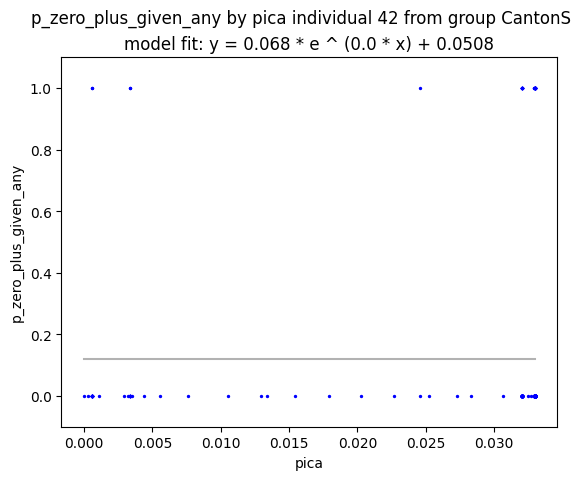 p_zero_plus_given_any by pica individual 42 from group CantonS
model fit: y = 0.068 * e ^ (0.0 * x) + 0.0508
1.0
0.8
0.6
0.4
0.2
0.0
p_zero_plus_given_any
0.000 0.005 0.010 0.015 0.020 0.025 0.030
pica